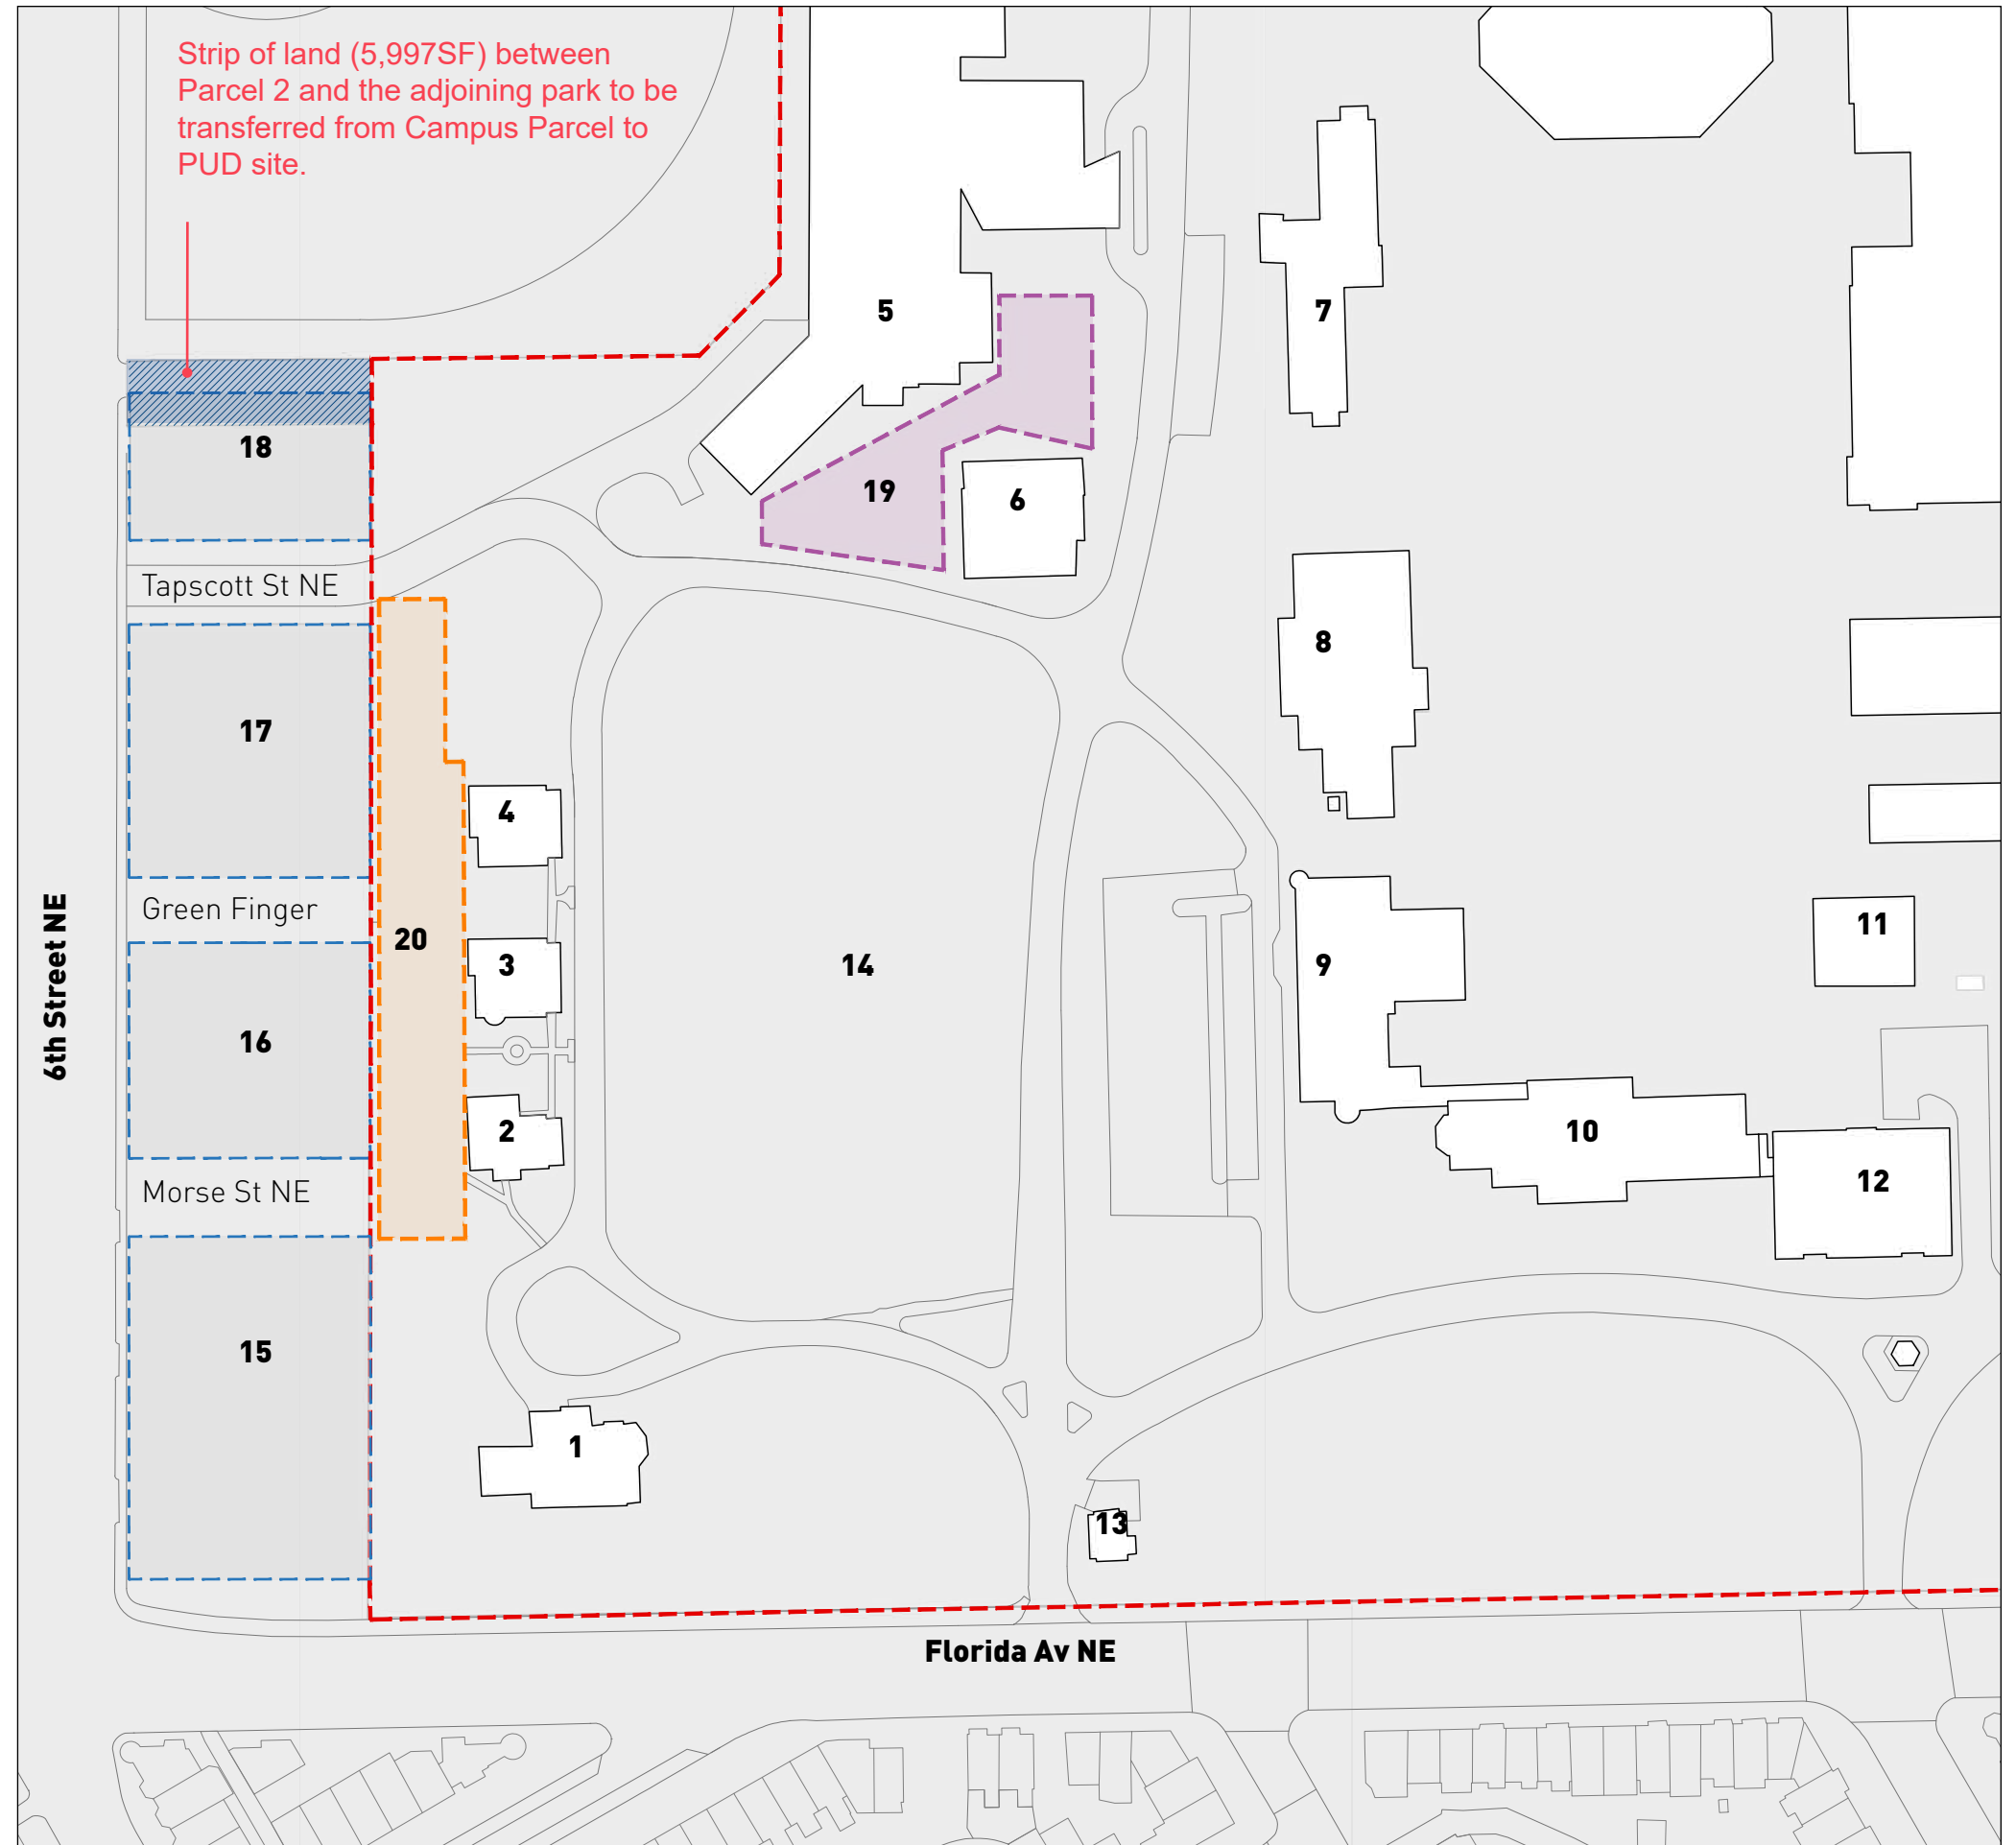 Strip of land (5,997SF) between
Parcel 2 and the adjoining park to be
transferred from Campus Parcel to
PUD site.
5
7
18
19
6
Tapscott St NE
8
17
4
Green Finger
11
20
3
14
9
6th Street NE
16
2
10
Morse St NE
12
15
1
13
Florida Av NE